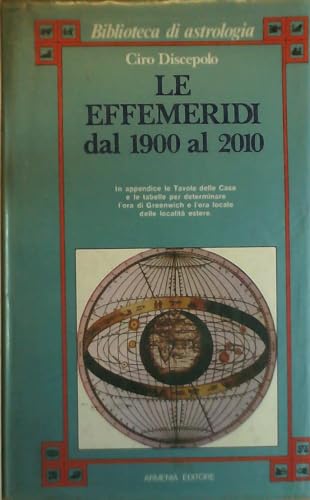 Biblioteca di astrologia
Ciro Discepolo
LE
EFFEMERIDI
dal 1900 al 2010
In appendice le Tavole delle Case
e le tabelle per determinare
l'ora di Greenwich e l'ora locale
delle località estere.
ARMENIA EDITORE